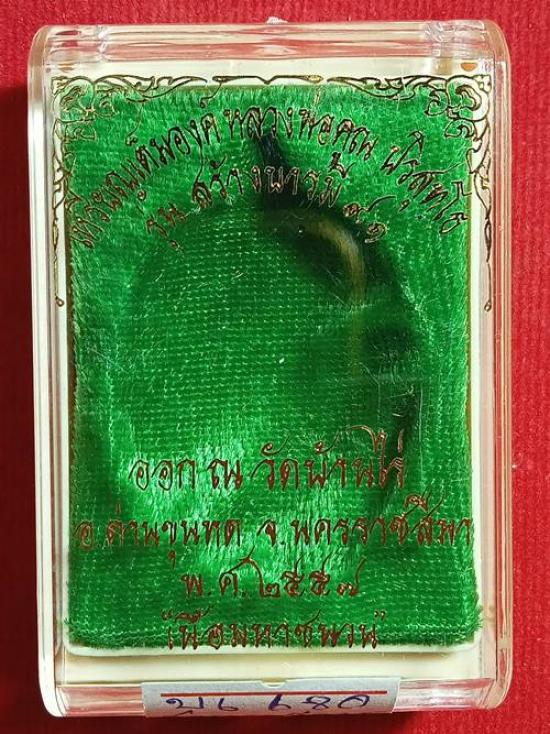 เหรียญเต็มองค์ หลวงพ่อคูณ ปริสุทฺโธ
รุ่น สร้างบารมี ๙๑
ออก ณ วัดบ้านไร่
อ.ด่านขุนทด จ.นครราชสีมา
พ.ศ.๒๕๕๗
"เนื้อมหาชนวน"